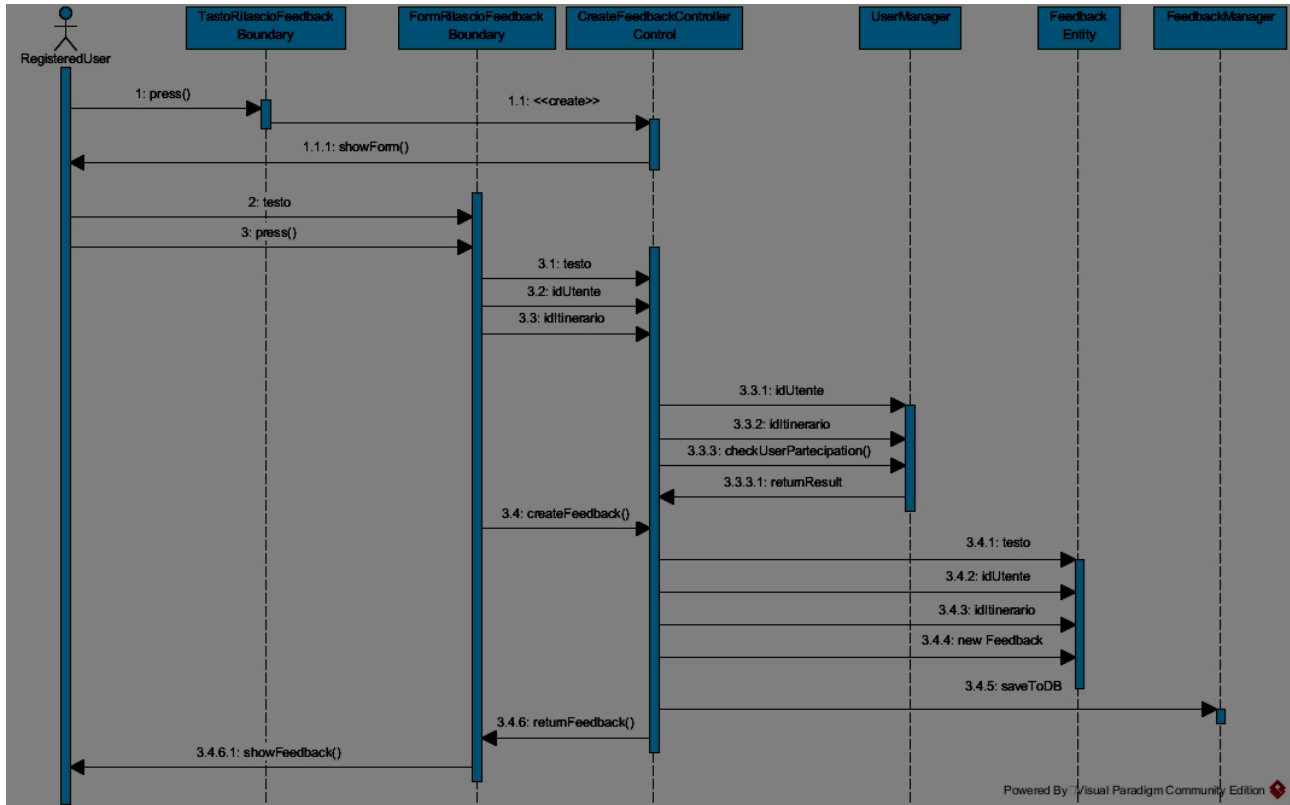 TastoRilascioFeedback
Boundary
FormRilascioFeedback
Boundary
CreateFeedbackController
Control
UserManager
Feedback
Entity
FeedbackManager
RegisteredUser
1: press()
1.1: <<create>>
1.1.1: showForm()
2: testo
3: press()
3.1: testo
3.2: idUtente
3.3: idItinerario
3.3.1: idUtente
3.3.2: idItinerario
3.3.3: checkUserPartecipation()
3.3.3.1: returnResult
3.4: createFeedback()
3.4.1: testo
3.4.2: idUtente
3.4.3: idItinerario
3.4.4: new Feedback
3.4.5: saveToDB
3.4.6: returnFeedback()
3.4.6.1: showFeedback()
Powered By Visual Paradigm Community Edition